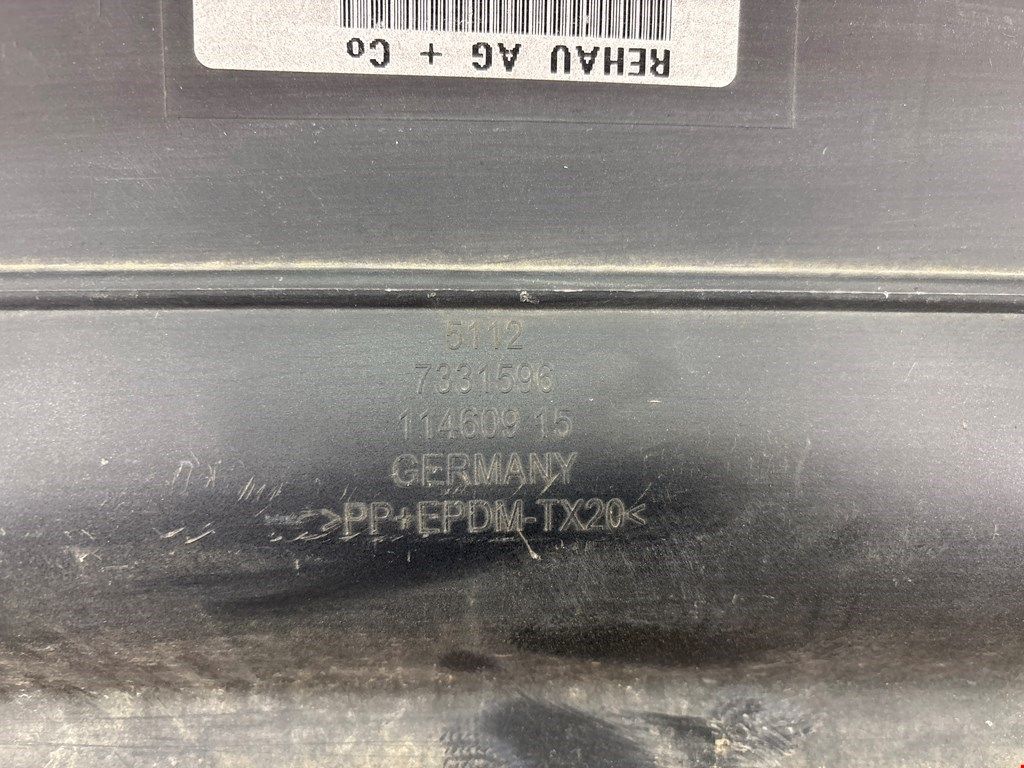 REHAU AG + Co
5112
7331596
114609 15
GERMANY
>PP+EPDM-TX20<